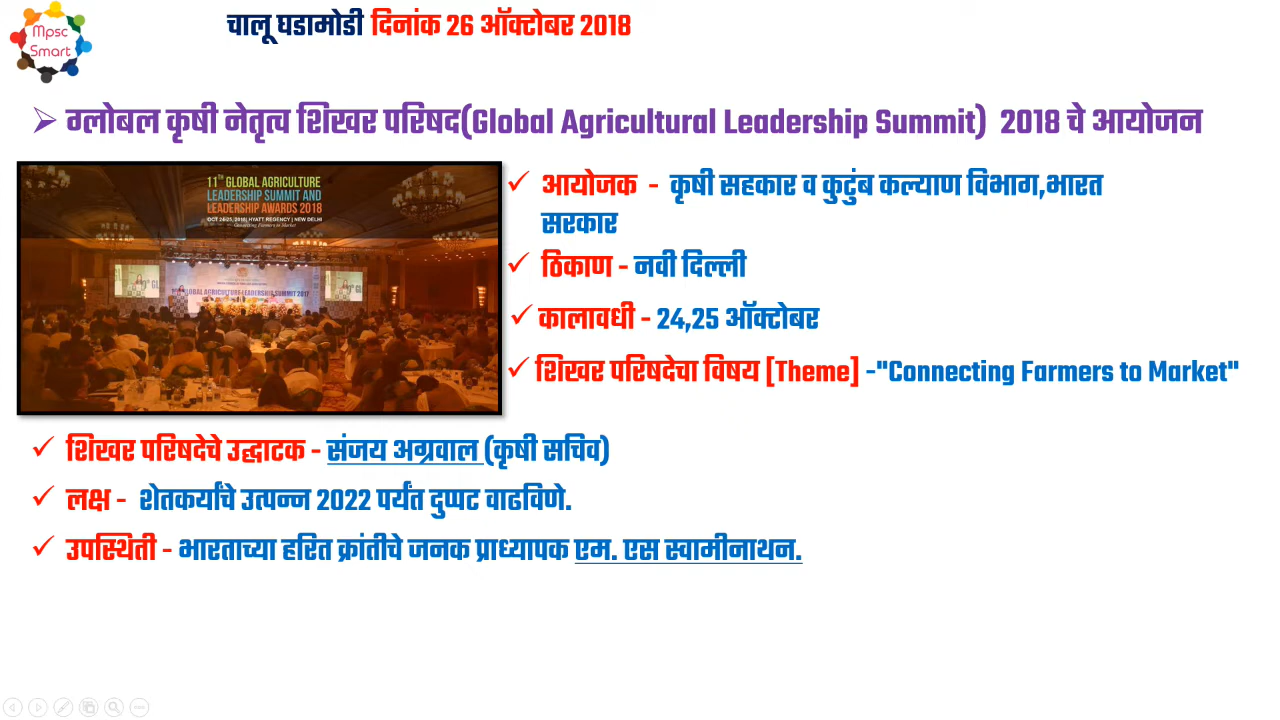 Mpsc
Smart
चालू घडामोडी दिनांक 26 ऑक्टोबर 2018
ग्लोबल कृषी नेतृत्व शिखर परिषद(Global Agricultural Leadership Summit) 2018 चे आयोजन
11TH GLOBAL AGRICULTURE
LEADERSHIP SUMMIT AND
LEADERSHIP AWARDS 2018
OCT 24-25, 2018| HYATT REGENCY | NEW DELHI
Connecting Farmers to Market
GLOBAL AGRICULTURE LEADERSHIP SUMMIT 2017
आयोजक - कृषी सहकार व कुटुंब कल्याण विभाग,भारत
सरकार
ठिकाण - नवी दिल्ली
कालावधी - 24,25 ऑक्टोबर
शिखर परिषदेचा विषय [Theme] -"Connecting Farmers to Market"
शिखर परिषदेचे उद्घाटक - संजय अग्रवाल (कृषी सचिव)
लक्ष - शेतकर्यांचे उत्पन्न 2022 पर्यंत दुप्पट वाढविणे.
उपस्थिती - भारताच्या हरित क्रांतीचे जनक प्राध्यापक एम. एस स्वामीनाथन.